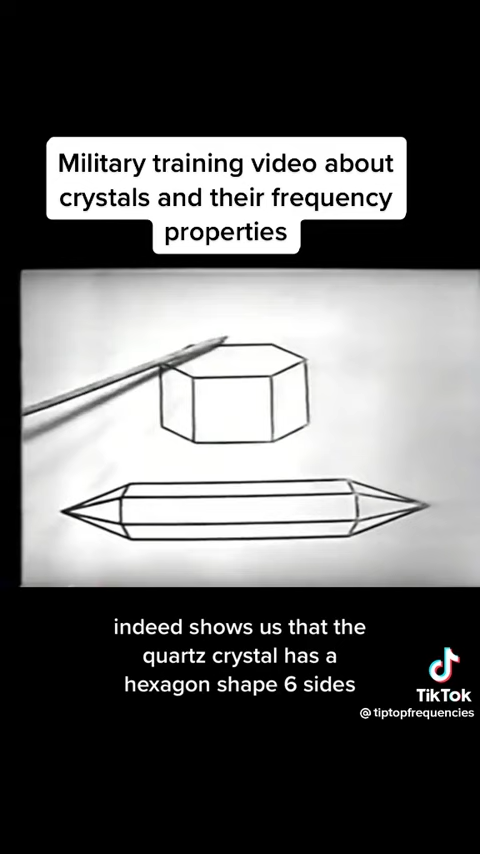 Military training video about
crystals and their frequency
properties
indeed shows us that the
quartz crystal has a
hexagon shape 6 sides
TikTok
@tiptopfrequencies